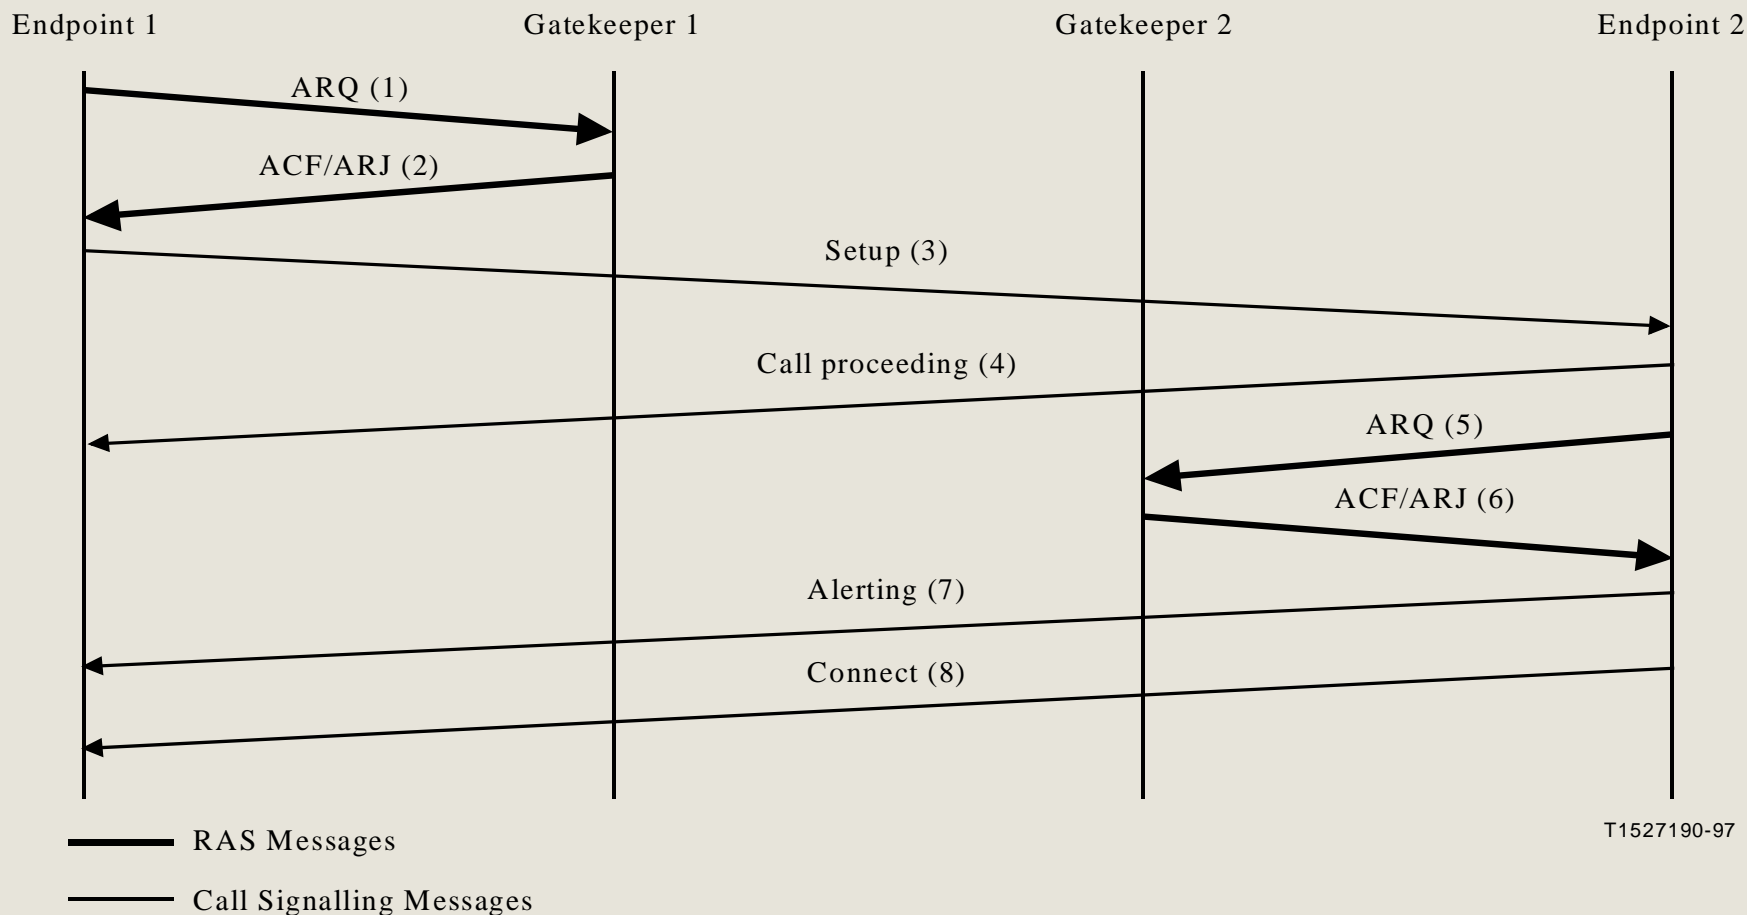 Endpoint 1
Gatekeeper 1
Gatekeeper 2
Endpoint 2
ARQ (1)
ACF/ARJ (2)
Setup (3)
Call proceeding (4)
ARQ (5)
ACF/ARJ (6)
Alerting (7)
Connect (8)
T1527190-97
RAS Messages
Call Signalling Messages